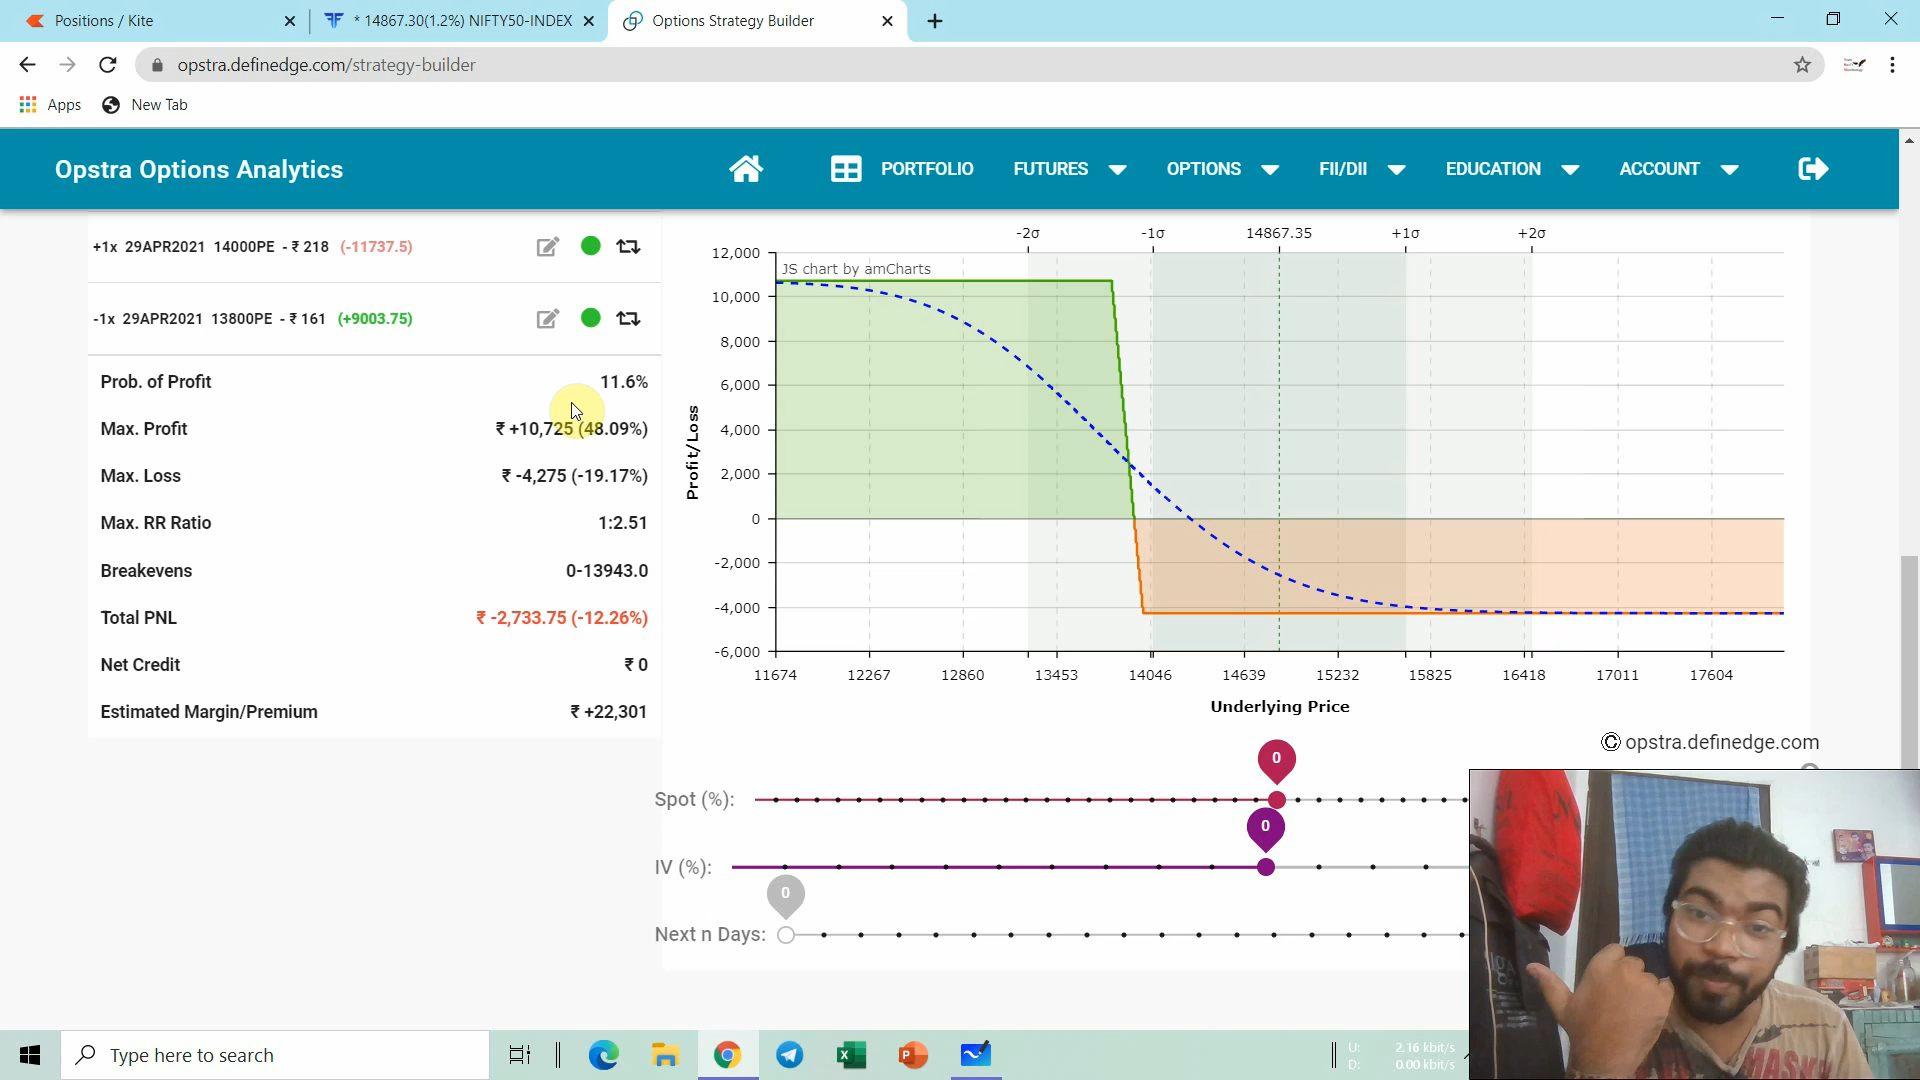 Positions / Kite
* 14867.30(1.2%) NIFTY50-INDEX
Options Strategy Builder
opstra.definedge.com/strategy-builder
Apps
New Tab
Opstra Options Analytics
PORTFOLIO
FUTURES
OPTIONS
FII/DII
EDUCATION
ACCOUNT
+1x 29APR2021 14000PE - ₹ 218 (-11737.5)
-1x 29APR2021 13800PE - ₹ 161 (+9003.75)
Prob. of Profit 11.6%
Max. Profit ₹ +10,725 (48.09%)
Max. Loss ₹ -4,275 (-19.17%)
Max. RR Ratio 1:2.51
Breakevens 0-13943.0
Total PNL ₹ -2,733.75 (-12.26%)
Net Credit ₹ 0
Estimated Margin/Premium ₹ +22,301
-2σ -1σ 14867.35 +1σ +2σ
JS chart by amCharts
12,000
10,000
8,000
6,000
4,000
2,000
0
-2,000
-4,000
-6,000
Profit/Loss
11674 12267 12860 13453 14046 14639 15232 15825 16418 17011 17604
Underlying Price
© opstra.definedge.com
0
Spot (%):
0
IV (%):
0
Next n Days:
Type here to search
U: 2.16 kbit/s
D: 0.00 kbit/s